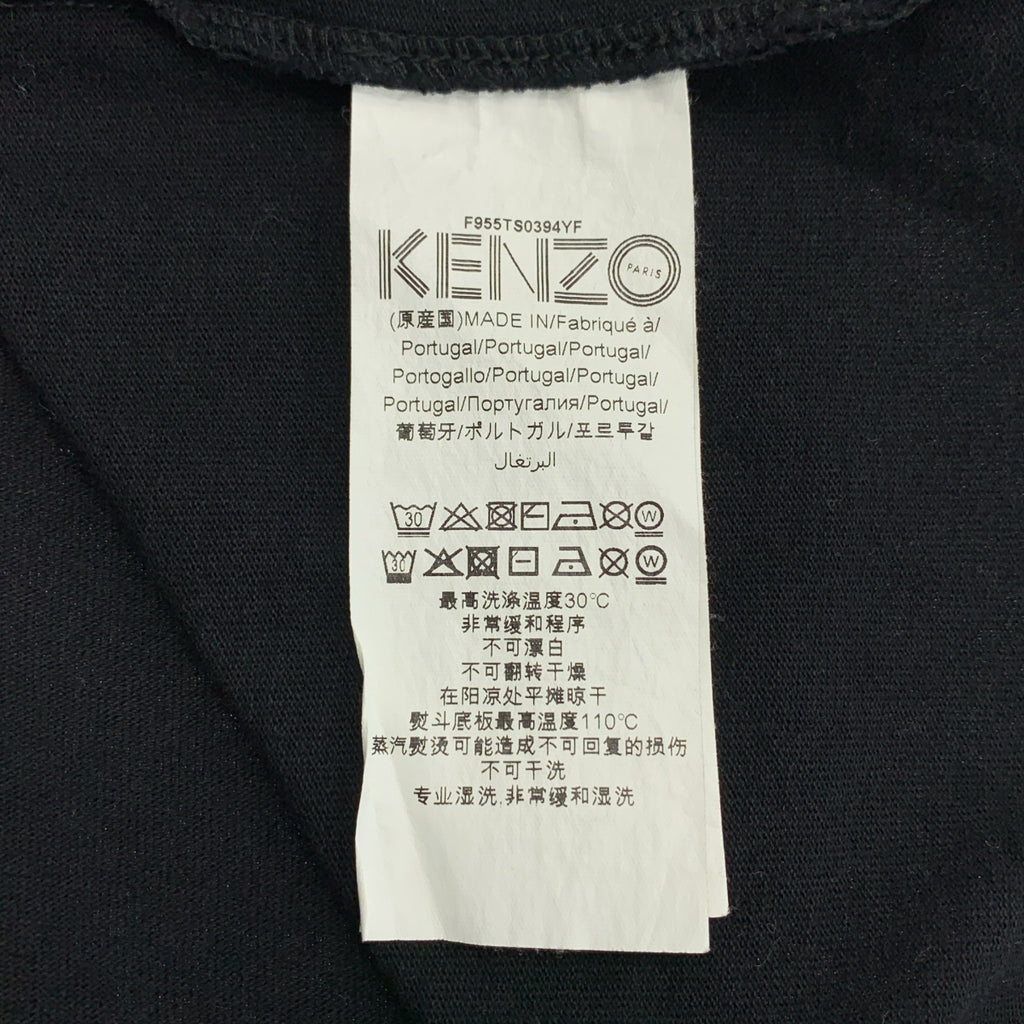 F955TS0394YF
KENZO PARIS
(原産国)MADE IN/Fabriqué à/
Portugal/Portugal/Portugal/
Portogallo/Portugal/Portugal/
Portugal/Португалия/Portugal/
葡萄牙/ポルトガル/포르투갈
البرتغال
30 W
30 W
最高洗涤温度30°C
非常缓和程序
不可漂白
不可翻转干燥
在阳凉处平摊晾干
熨斗底板最高温度110°C
蒸汽熨烫可能造成不可回复的损伤
不可干洗
专业湿洗,非常缓和湿洗